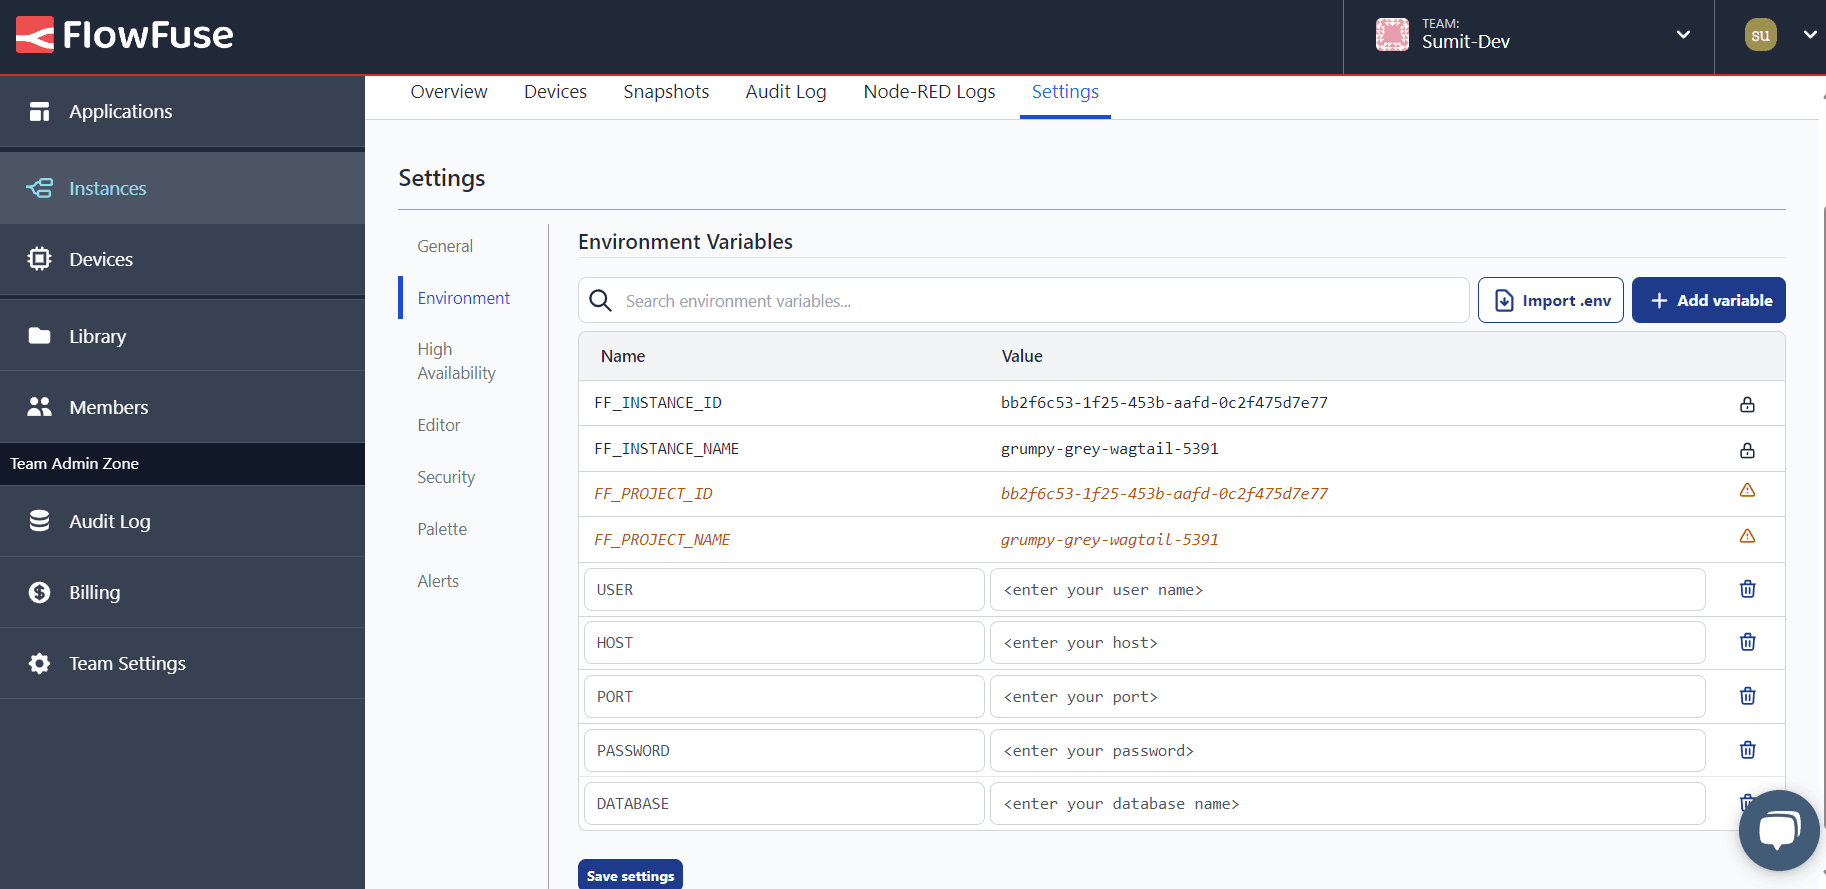 FlowFuse
TEAM:
Sumit-Dev
su
Applications
Instances
Devices
Library
Members
Team Admin Zone
Audit Log
Billing
Team Settings
Overview Devices Snapshots Audit Log Node-RED Logs Settings
Settings
General
Environment
High
Availability
Editor
Security
Palette
Alerts
Environment Variables
Search environment variables...
Import .env
Add variable
Name Value
FF_INSTANCE_ID bb2f6c53-1f25-453b-aafd-0c2f475d7e77
FF_INSTANCE_NAME grumpy-grey-wagtail-5391
FF_PROJECT_ID bb2f6c53-1f25-453b-aafd-0c2f475d7e77
FF_PROJECT_NAME grumpy-grey-wagtail-5391
USER <enter your user name>
HOST <enter your host>
PORT <enter your port>
PASSWORD <enter your password>
DATABASE <enter your database name>
Save settings